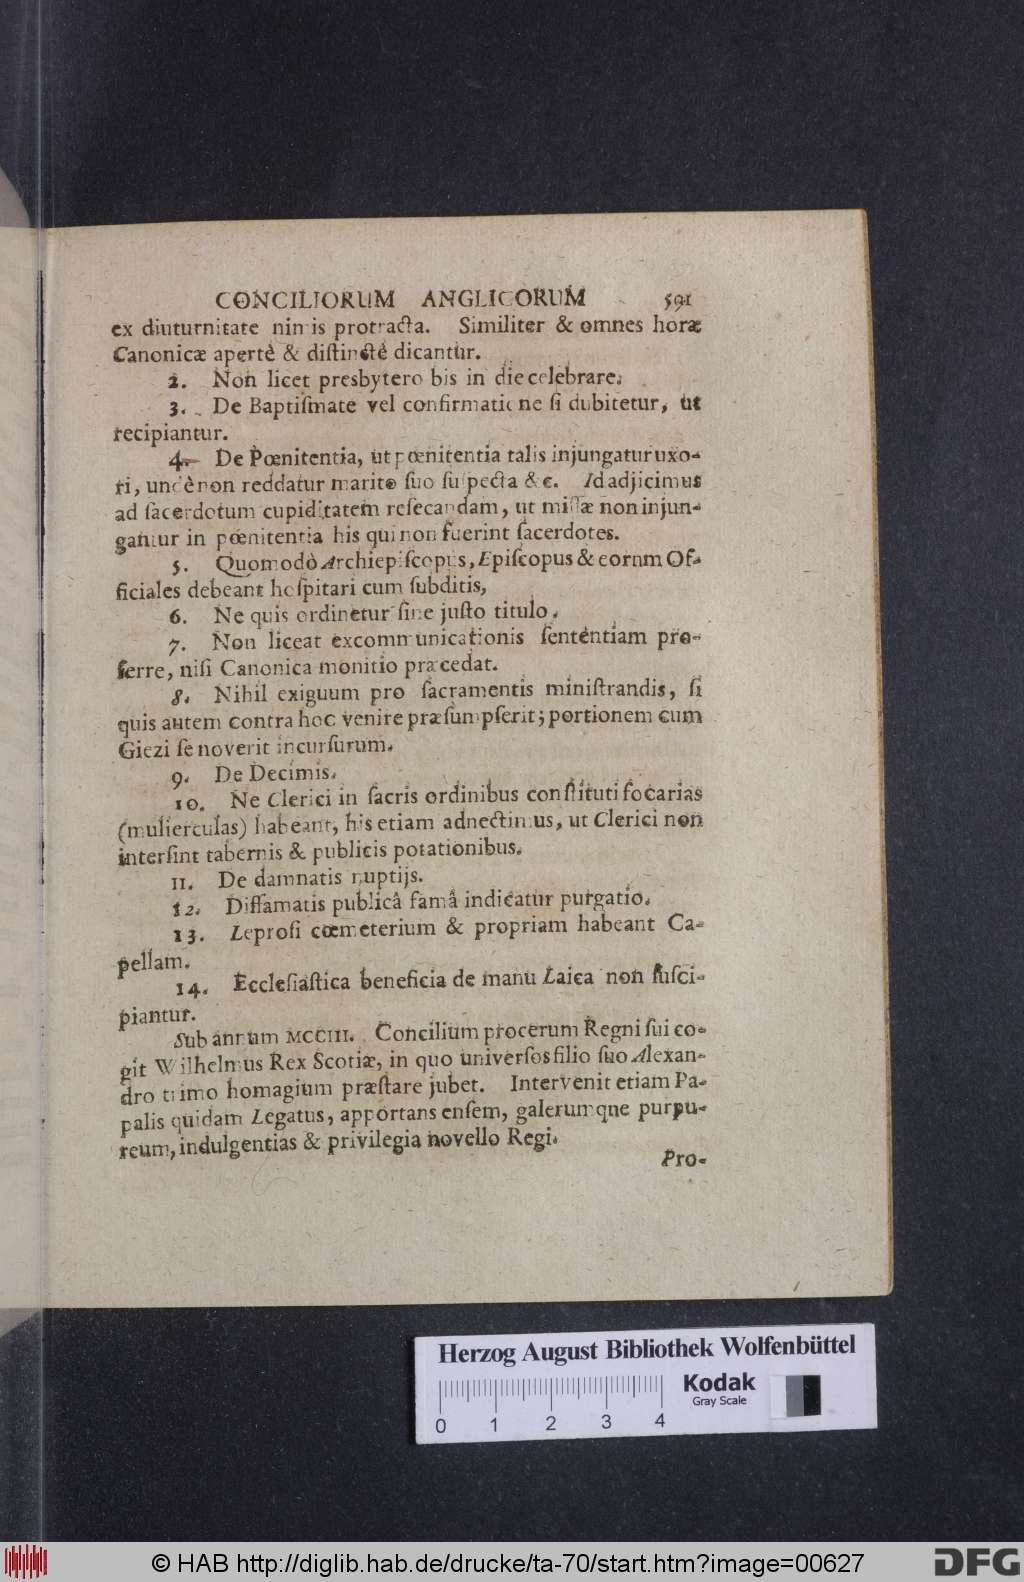 CONCILIORUM ANGLICORUM 591
ex diuturnitate nimis protracta. Similiter & omnes horæ
Canonicæ apertè & distinctè dicantur.
2. Non licet presbytero bis in die celebrare.
3. De Baptiſmate vel confirmatione ſi dubitetur, ut
recipiantur.
4. De Pœnitentia, ut pœnitentia talis injungatur uxo-
ri, unde non reddatur marito ſuo ſuſpecta &c. Id adjicimus
ad ſacerdotum cupiditatem reſecandam, ut miſſæ non injun-
gantur in pœnitentia his qui non fuerint ſacerdotes.
5. Quomodò Archiepiſcopus, Epiſcopus & eornm Of-
ficiales debeant hoſpitari cum ſubditis,
6. Ne quis ordinetur ſine juſto titulo.
7. Non liceat excommunicationis ſententiam pro-
ferre, niſi Canonica monitio præcedat.
8. Nihil exiguum pro ſacramentis miniſtrandis, ſi
quis autem contra hoc venire præſumpſerit; portionem cum
Giezi ſe noverit incurſurum.
9. De Decimis.
10. Ne Clerici in ſacris ordinibus conſtituti focarias
(mulierculas) habeant, his etiam adnectimus, ut Clerici non
interſint tabernis & publicis potationibus.
11. De damnatis nuptijs.
12. Diffamatis publicâ famâ indicatur purgatio.
13. Leproſi cœmeterium & propriam habeant Ca-
pellam.
14. Eccleſiaſtica beneficia de manu Laica non ſuſci-
piantur.
Sub annum MCCIII. Concilium procerum Regni ſui co-
git Wilhelmus Rex Scotiæ, in quo univerſos filio ſuo Alexan-
dro trimo homagium præſtare jubet. Intervenit etiam Pa-
palis quidam Legatus, apportans enſem, galerumqne purpu-
reum, indulgentias & privilegia novello Regi.
Pro-
Herzog August Bibliothek Wolfenbüttel
Kodak
Gray Scale
0 1 2 3 4
© HAB http://diglib.hab.de/drucke/ta-70/start.htm?image=00627
DFG